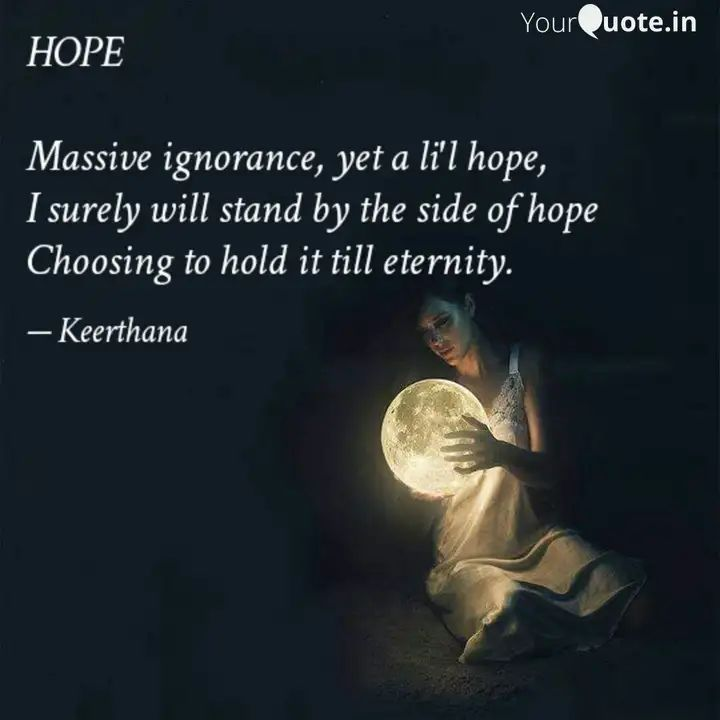 YourQuote.in
HOPE
Massive ignorance, yet a li'l hope,
I surely will stand by the side of hope
Choosing to hold it till eternity.
— Keerthana